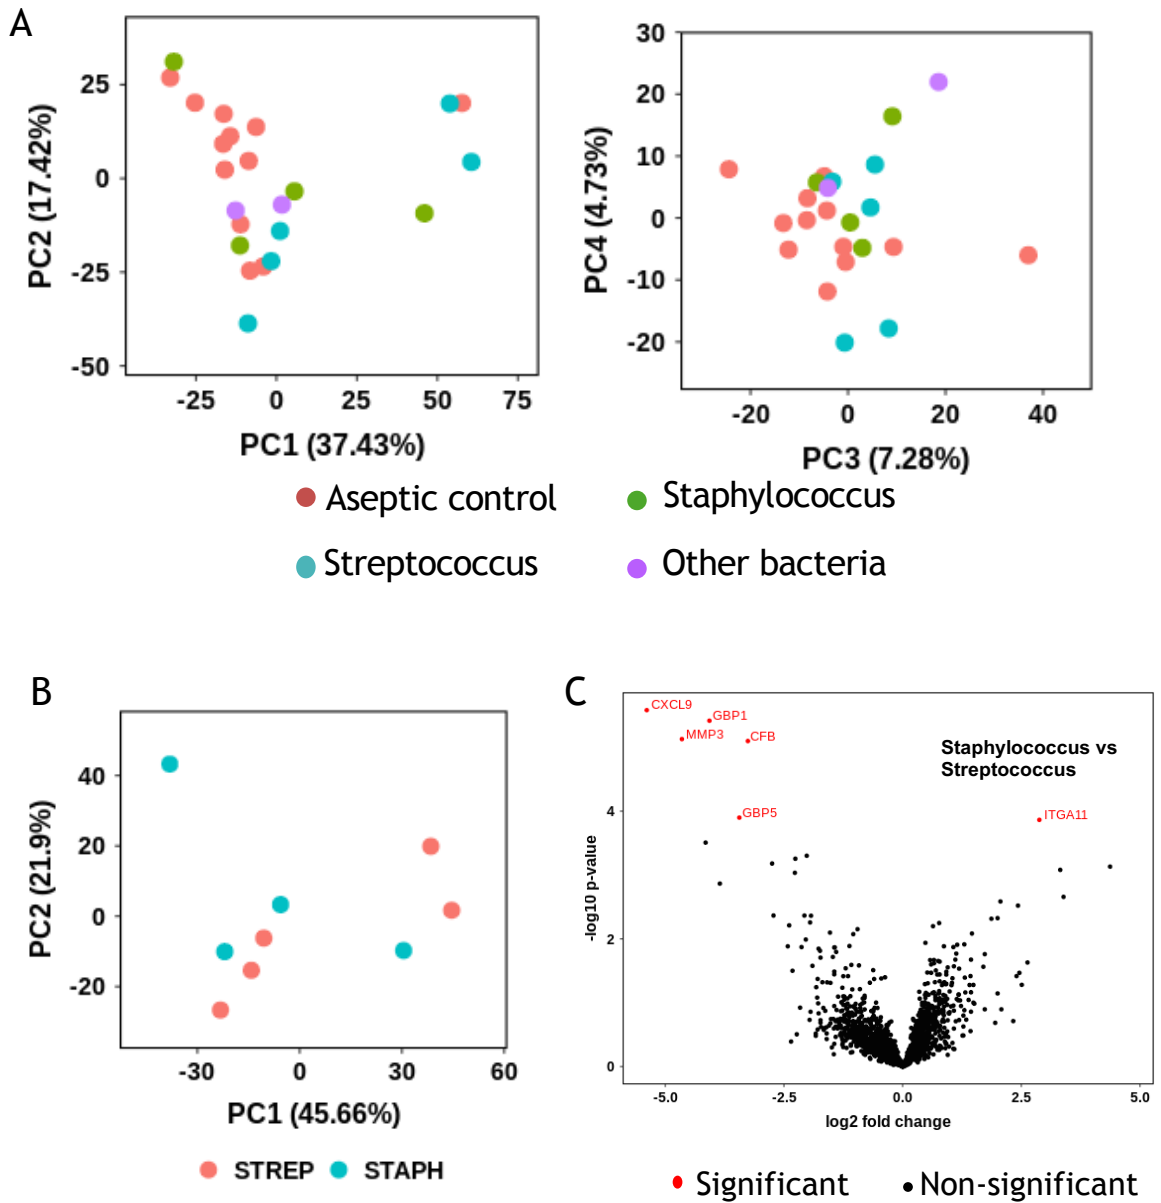 A
25
0
-25
-50
PC2 (17.42%)
-25 0 25 50 75
PC1 (37.43%)
30
20
10
0
-10
-20
PC4 (4.73%)
-20 0 20 40
PC3 (7.28%)
Aseptic control
Staphylococcus
Streptococcus
Other bacteria
B
40
20
0
-20
PC2 (21.9%)
-30 0 30 60
PC1 (45.66%)
STREP STAPH
C
CXCL9
GBP1
MMP3
CFB
Staphylococcus vs
Streptococcus
GBP5
ITGA11
4
2
0
-log10 p-value
-5.0 -2.5 0.0 2.5 5.0
log2 fold change
Significant Non-significant